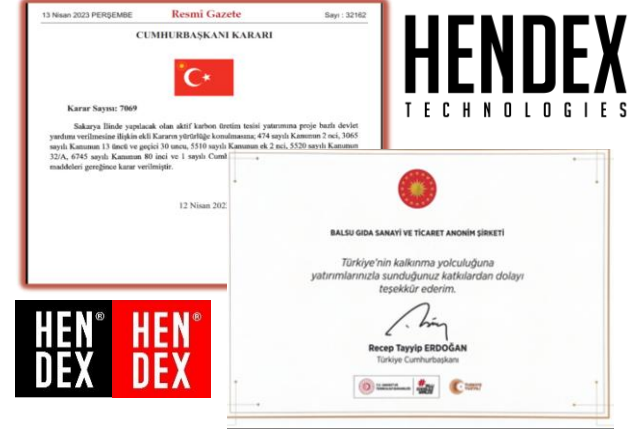 13 Nisan 2023 PERŞEMBE Resmî Gazete Sayı : 32162
CUMHURBAŞKANI KARARI
Karar Sayısı: 7069
Sakarya İlinde yapılacak olan aktif karbon üretim tesisi yatırımına proje bazlı devlet
yardımı verilmesine ilişkin ekli Kararın yürürlüğe konulmasına; 474 sayılı Kanunun 2 nci, 3065
sayılı Kanunun 13 üncü ve geçici 30 uncu, 5510 sayılı Kanunun ek 2 nci, 5520 sayılı Kanunun
32/A, 6745 sayılı Kanunun 80 inci ve 1 sayılı Cumh
maddeleri gereğince karar verilmiştir.
12 Nisan 202
HENDEX
TECHNOLOGIES
BALSU GIDA SANAYİ VE TİCARET ANONİM ŞİRKETİ
Türkiye'nin kalkınma yolculuğuna
yatırımlarınızla sunduğunuz katkılardan dolayı
teşekkür ederim.
Recep Tayyip ERDOĞAN
Türkiye Cumhurbaşkanı
HEN®
DEX
HEN®
DEX